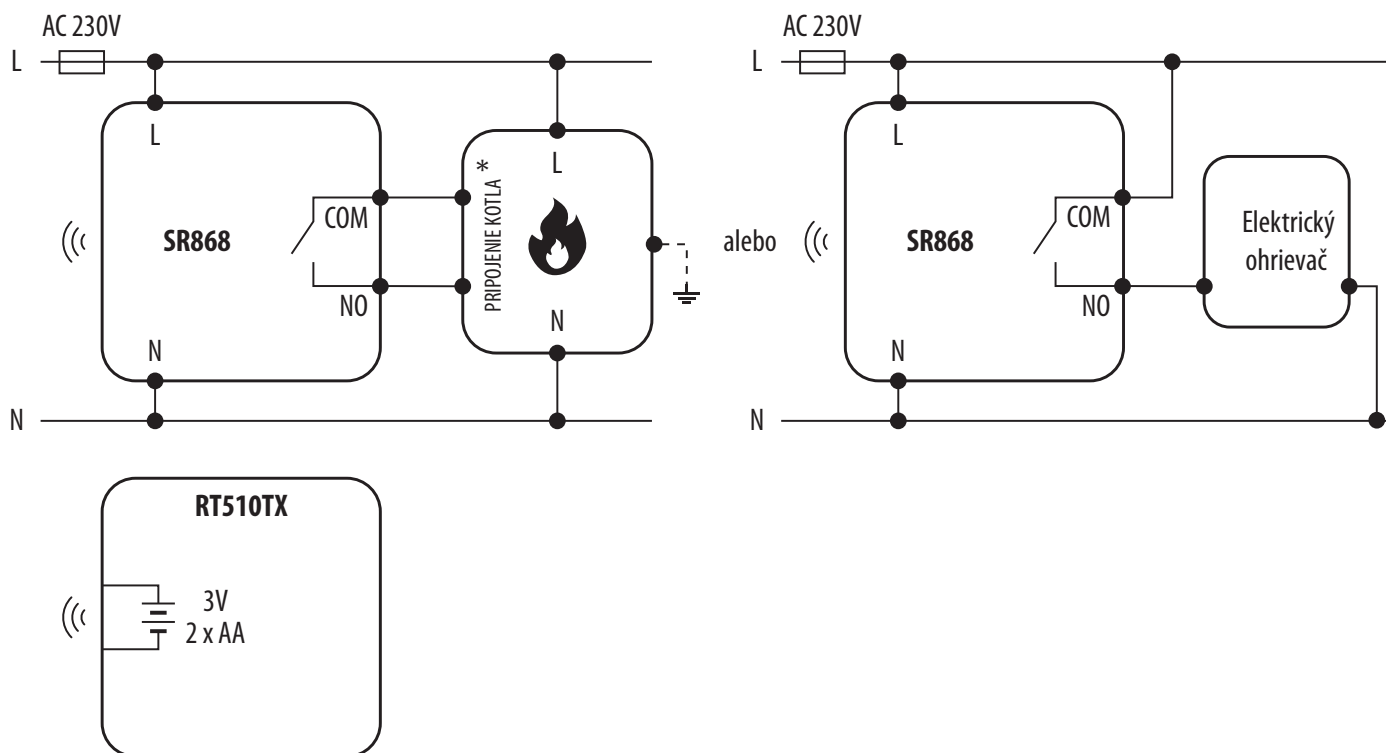 AC 230V
L
L
SR868
COM
NO
N
N
PRIPOJENIE KOTLA *
L
N
alebo
AC 230V
L
L
SR868
COM
NO
N
N
Elektrický
ohrievač
RT510TX
3V
2 x AA